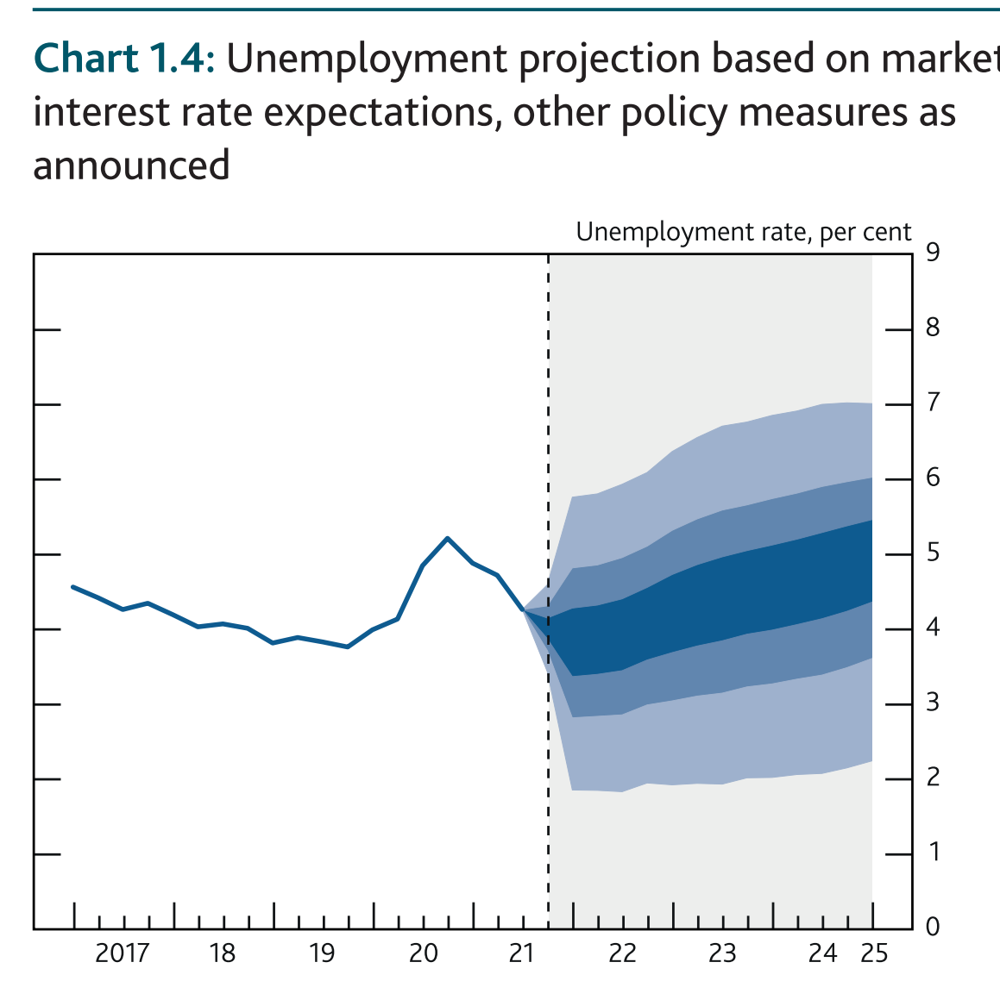 Chart 1.4: Unemployment projection based on market
interest rate expectations, other policy measures as
announced
Unemployment rate, per cent
9
8
7
6
5
4
3
2
1
0
2017 18 19 20 21 22 23 24 25